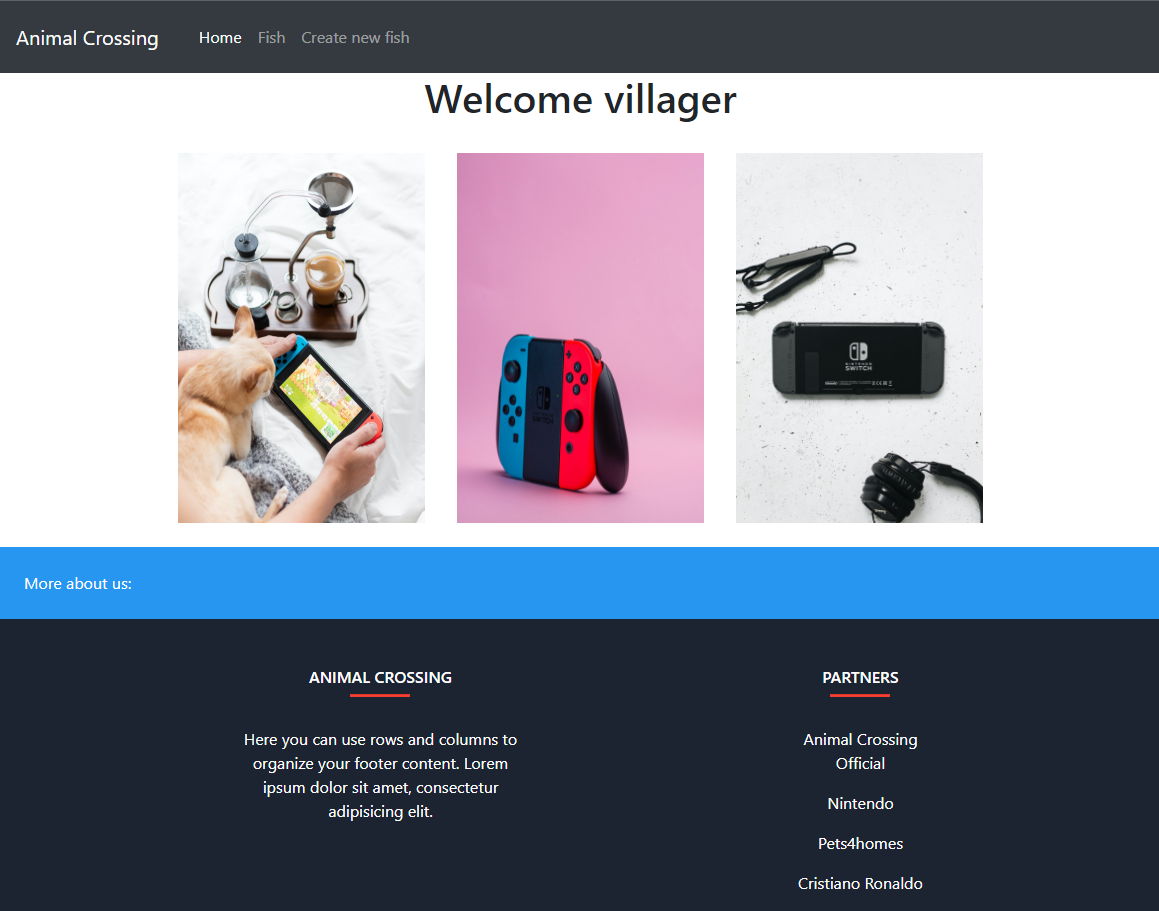 Animal Crossing
Home Fish Create new fish
Welcome villager
NINTENDO
SWITCH
More about us:
ANIMAL CROSSING
Here you can use rows and columns to
organize your footer content. Lorem
ipsum dolor sit amet, consectetur
adipisicing elit.
PARTNERS
Animal Crossing
Official
Nintendo
Pets4homes
Cristiano Ronaldo